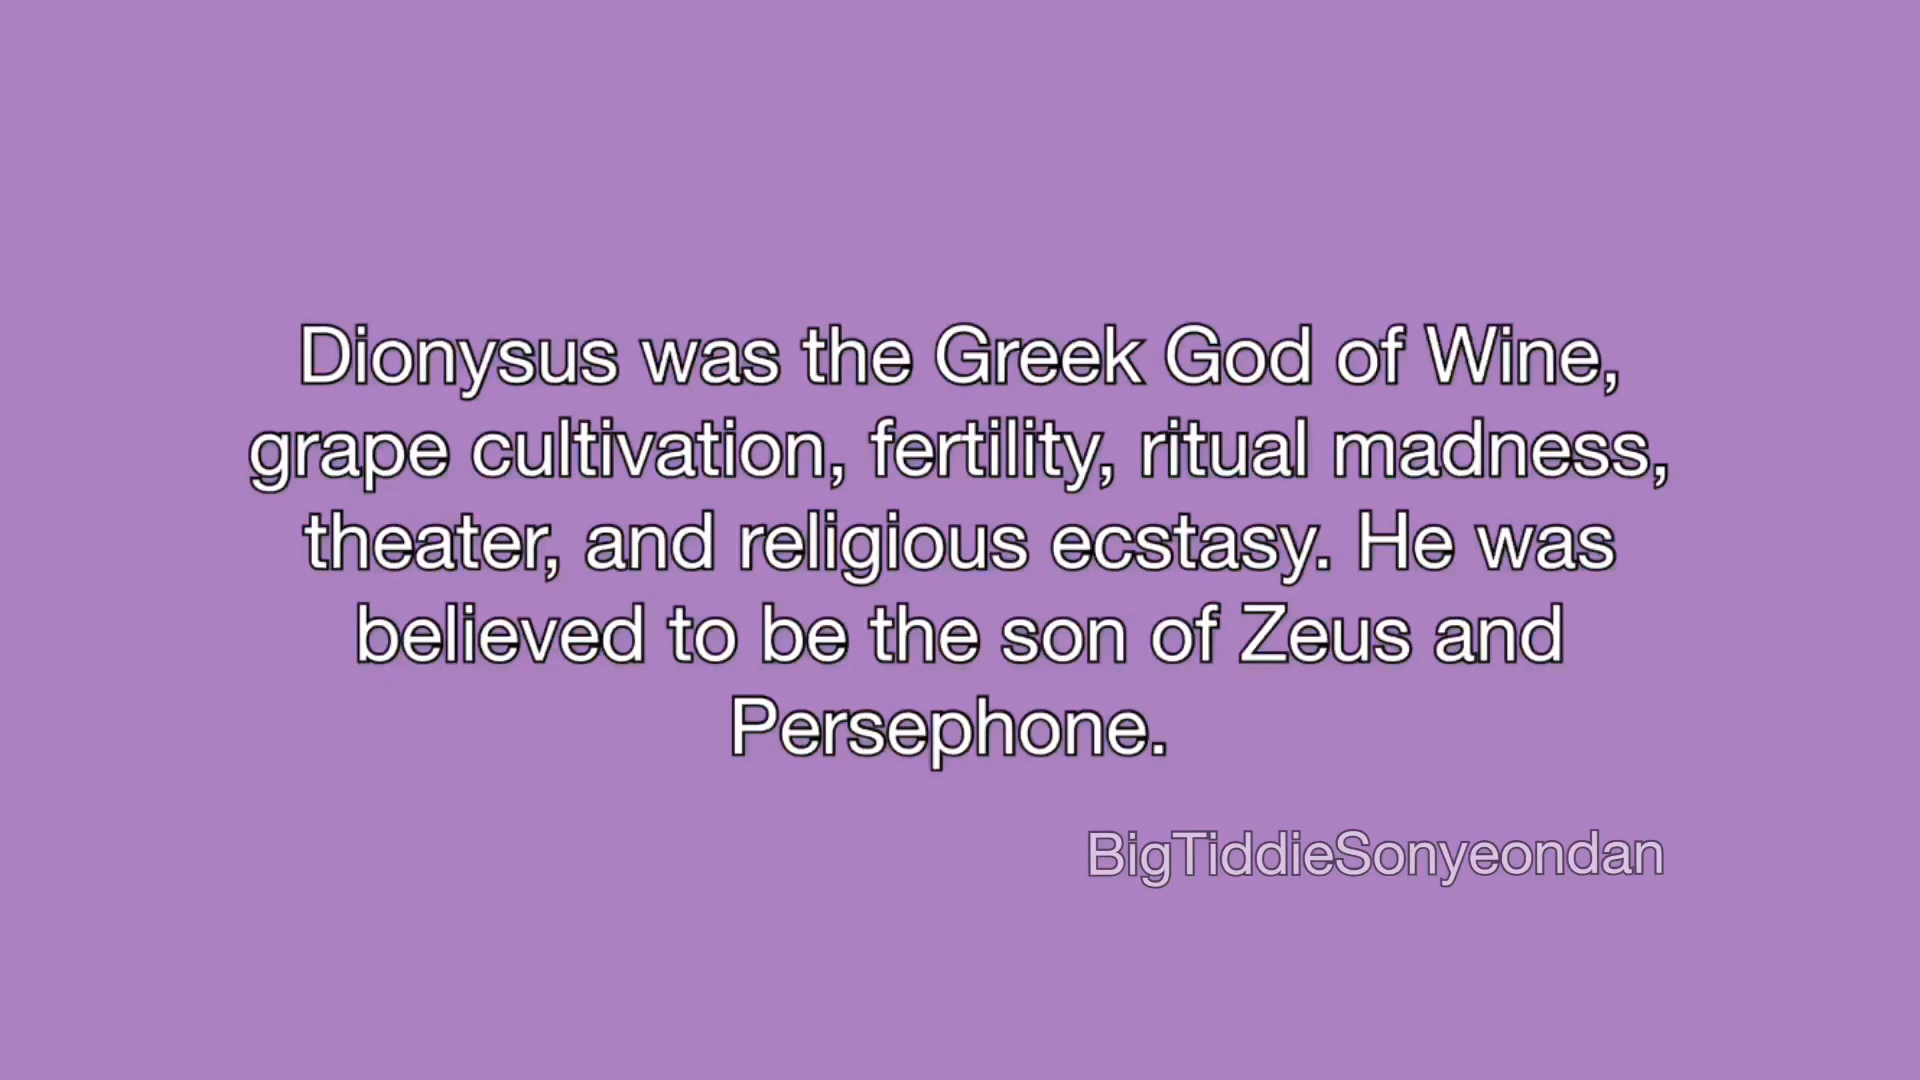 Dionysus was the Greek God of Wine,
grape cultivation, fertility, ritual madness,
theater, and religious ecstasy. He was
believed to be the son of Zeus and
Persephone.
BigTiddieSonyeondan